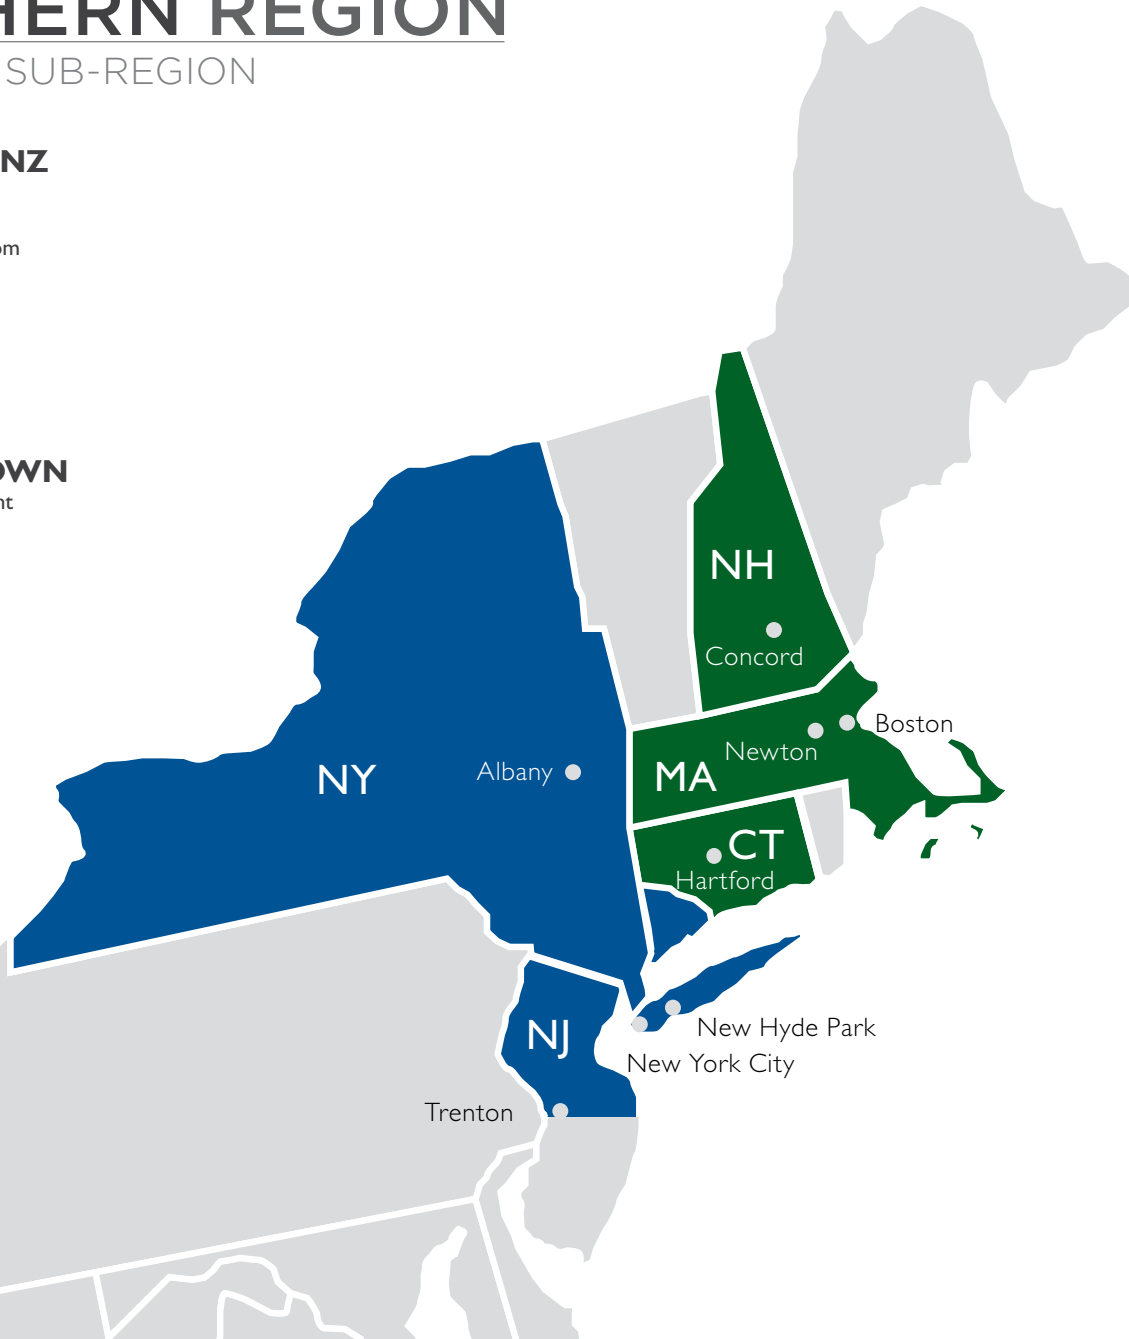 HERN REGION
SUB-REGION
NZ
om
OWN
nt
NH
Concord
Boston
Newton
MA
NY
Albany
CT
Hartford
NJ
New Hyde Park
New York City
Trenton